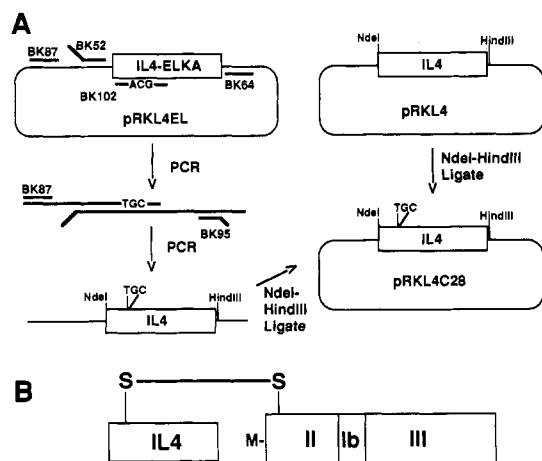 A
BK87
BK52
IL4-ELKA
ACG
BK102
BK64
pRKL4EL
PCR
BK87
TGC
BK95
PCR
NdeI
TGC
HindIII
IL4
NdeI-
HindIII
Ligate
NdeI
HindIII
IL4
pRKL4
NdeI-HindIII
Ligate
NdeI
TGC
HindIII
IL4
pRKL4C28
B
S
S
IL4
M-
II
Ib
III